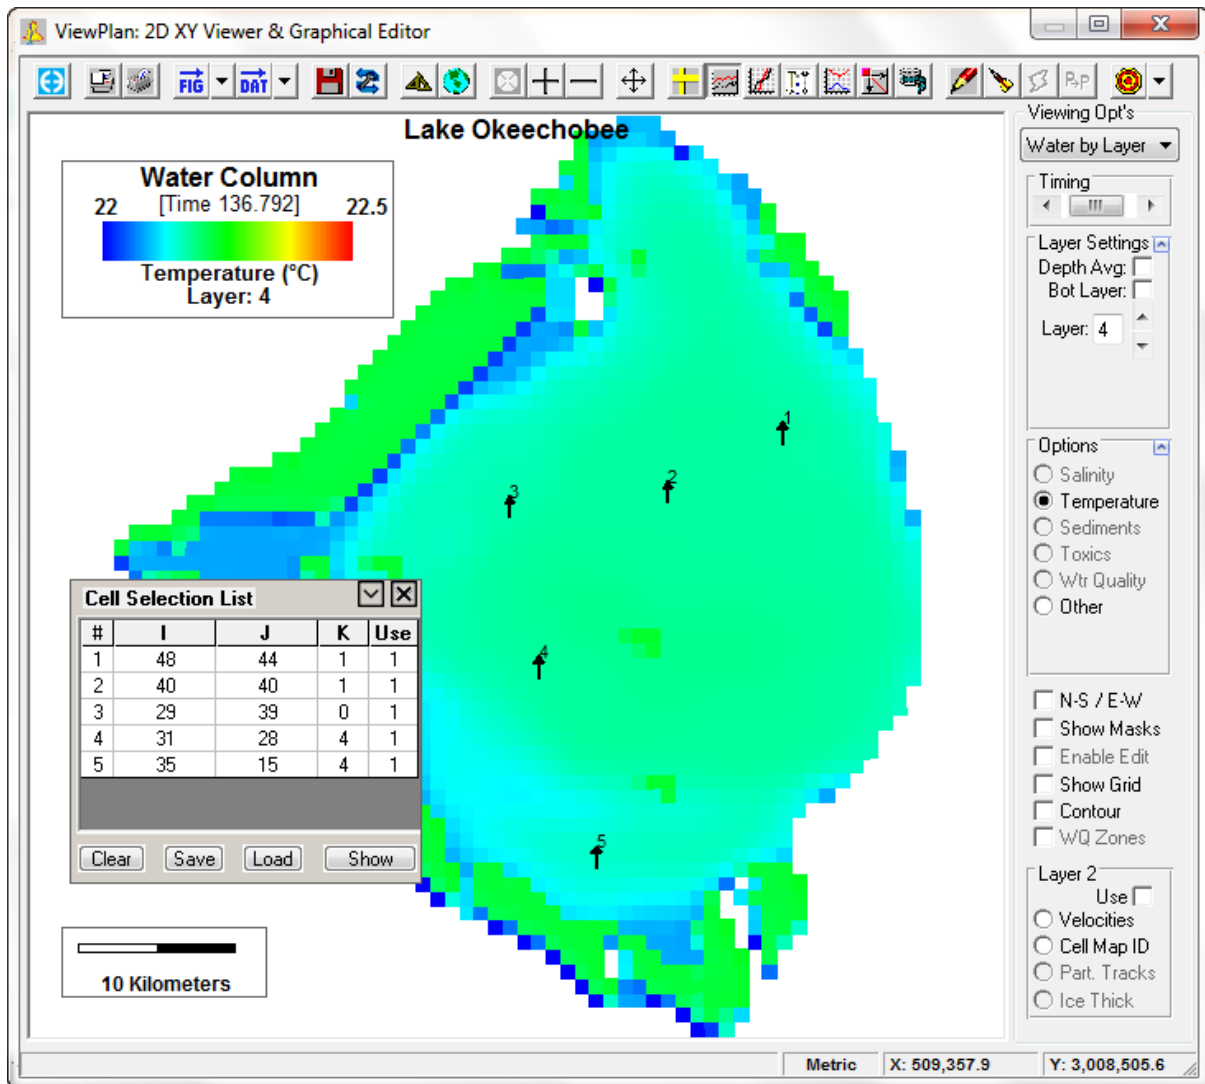 ViewPlan: 2D XY Viewer & Graphical Editor
FIG DAT
Lake Okeechobee
Water Column
22 [Time 136.792] 22.5
Temperature (°C)
Layer: 4
1
2
3
4
5
Cell Selection List
# I J K Use
1 48 44 1 1
2 40 40 1 1
3 29 39 0 1
4 31 28 4 1
5 35 15 4 1
Clear Save Load Show
10 Kilometers
Viewing Opt's
Water by Layer
Timing
Layer Settings
Depth Avg:
Bot Layer:
Layer: 4
Options
Salinity
Temperature
Sediments
Toxics
Wtr Quality
Other
N-S / E-W
Show Masks
Enable Edit
Show Grid
Contour
WQ Zones
Layer 2
Use
Velocities
Cell Map ID
Part. Tracks
Ice Thick
Metric X: 509,357.9 Y: 3,008,505.6